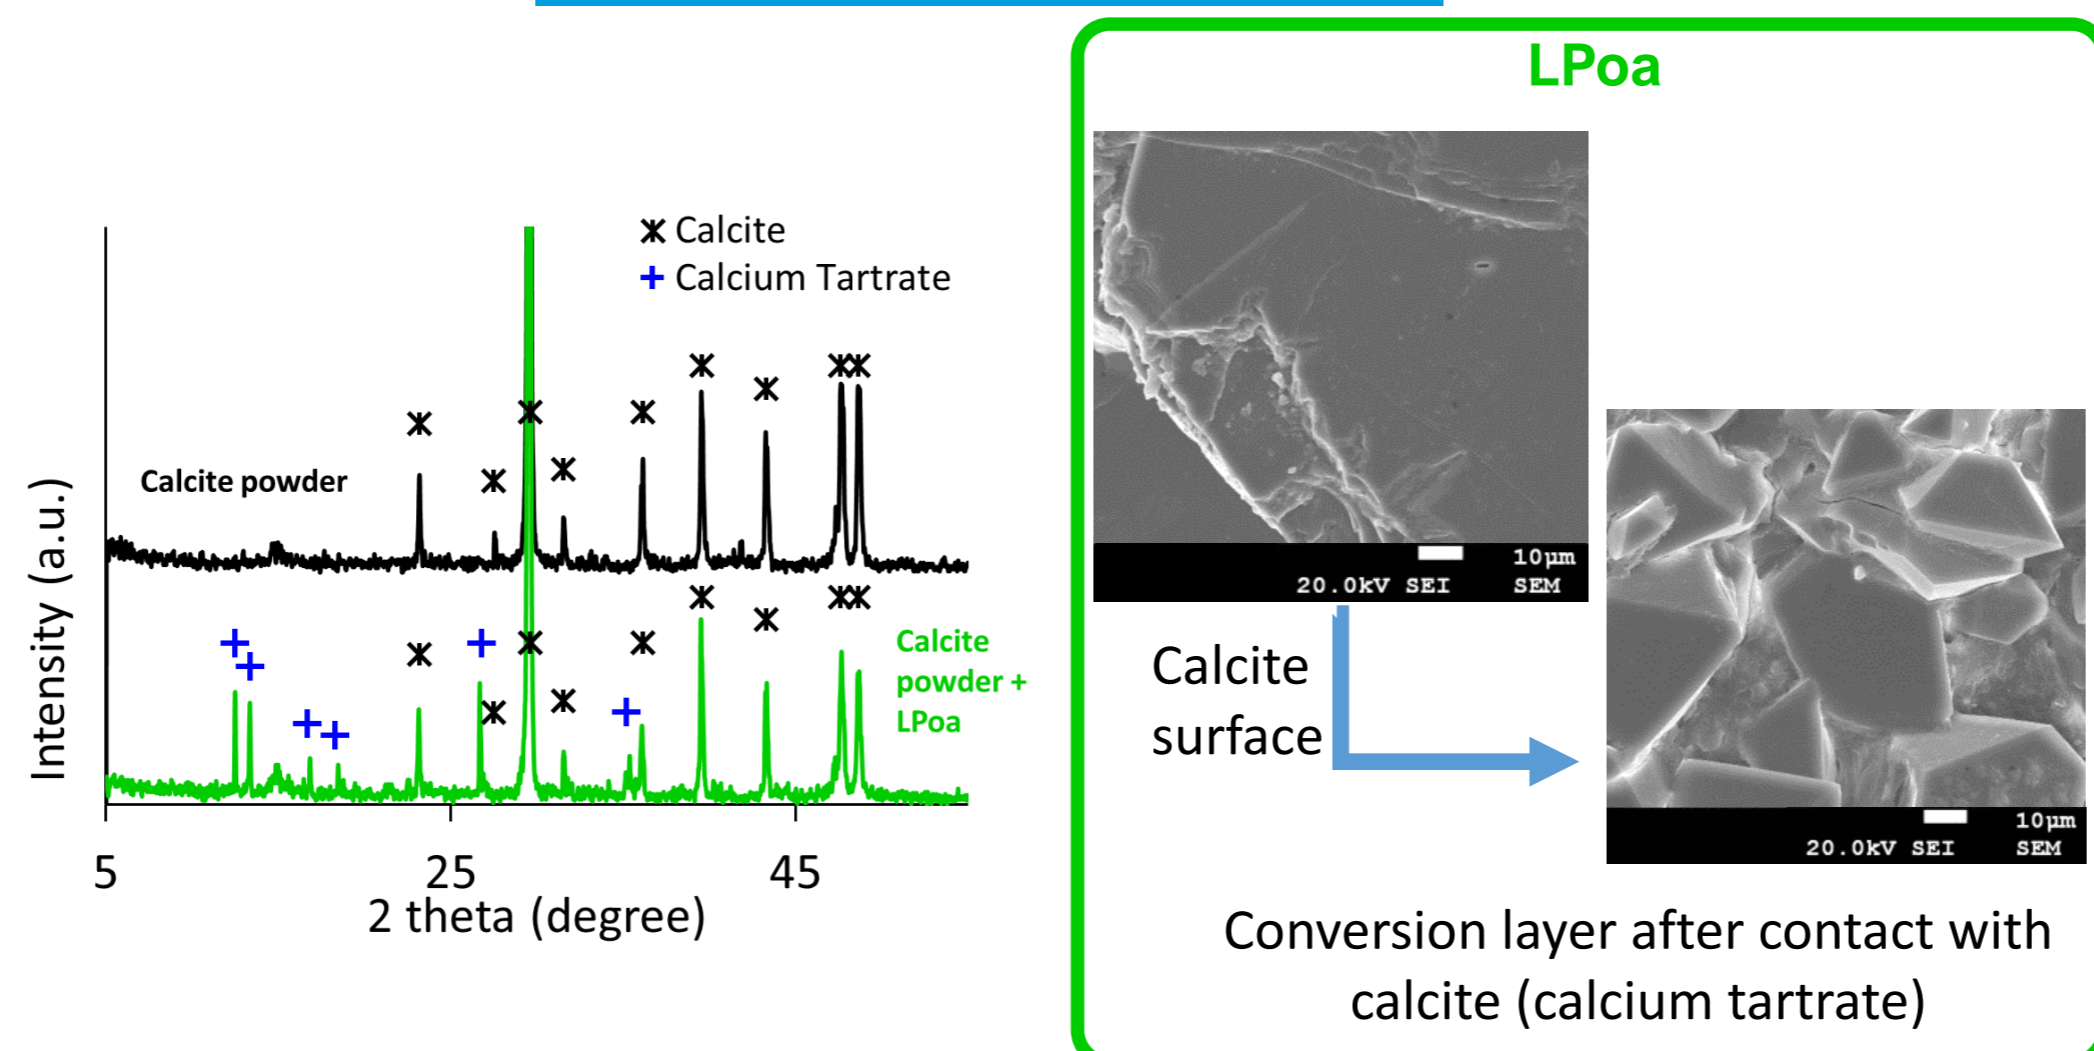 LPoa
Calcite
Calcium Tartrate
Calcite powder
Calcite
powder +
LPoa
Intensity (a.u.)
5 25 45
2 theta (degree)
10µm
20.0kV SEI SEM
Calcite
surface
10µm
20.0kV SEI SEM
Conversion layer after contact with
calcite (calcium tartrate)